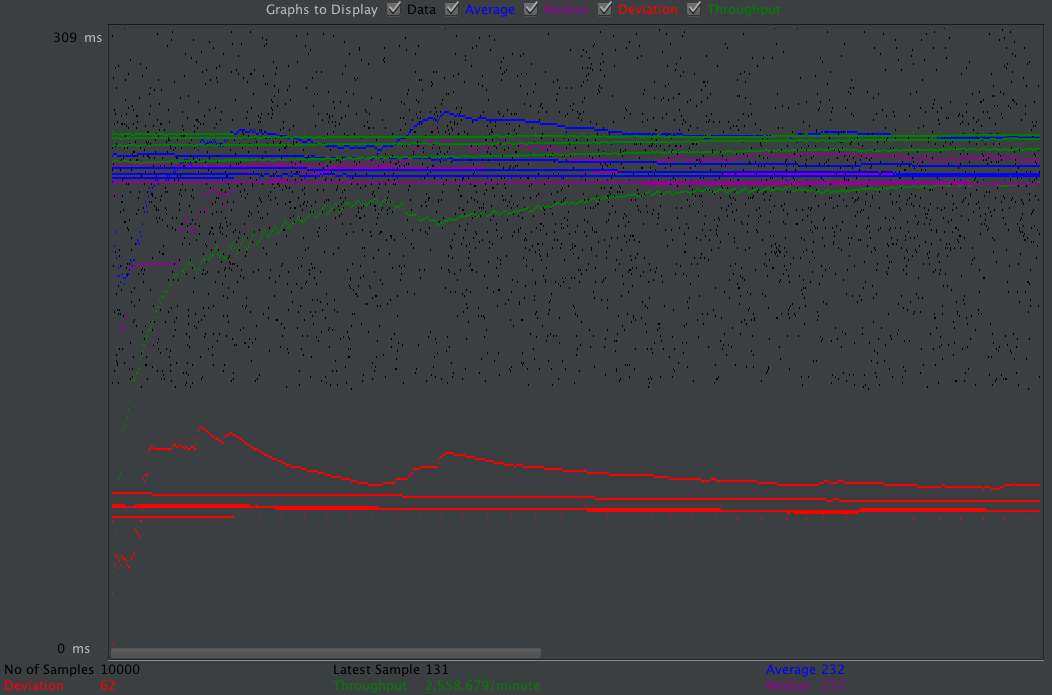 Graphs to Display Data Average Median Deviation Throughput
309 ms
0 ms
No of Samples 10000 Latest Sample 131 Average 232
Deviation 62 Throughput 2,558.679/minute Median